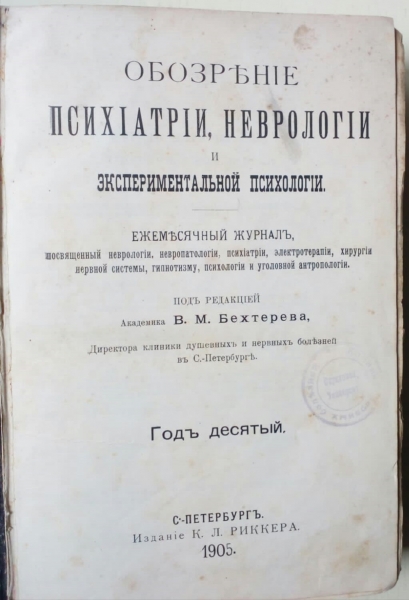 ОБОЗРѢНІЕ
ПСИХІАТРІИ, НЕВРОЛОГІИ
И
ЭКСПЕРИМЕНТАЛЬНОЙ ПСИХОЛОГІИ.
ЕЖЕМѢСЯЧНЫЙ ЖУРНАЛЪ,
посвященный неврологіи, невропатологіи, психіатріи, электротерапіи, хирургіи
нервной системы, гипнотизму, психологіи и уголовной антропологіи.
ПОДЪ РЕДАКЦІЕЙ
Академика В. М. Бехтерева,
Директора клиники душевныхъ и нервныхъ болѣзней
въ С.-Петербургѣ.
Годъ десятый.
С.-ПЕТЕРБУРГЪ.
Изданіе К. Л. РИККЕРА.
1905.